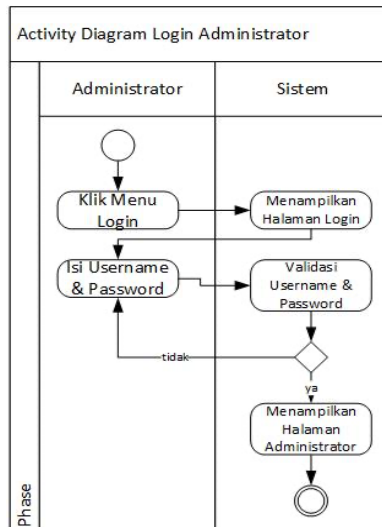 Activity Diagram Login Administrator
Administrator
Sistem
Klik Menu
Login
Menampilkan
Halaman Login
Isi Username
& Password
Validasi
Username &
Password
tidak
ya
Menampilkan
Halaman
Administrator
Phase